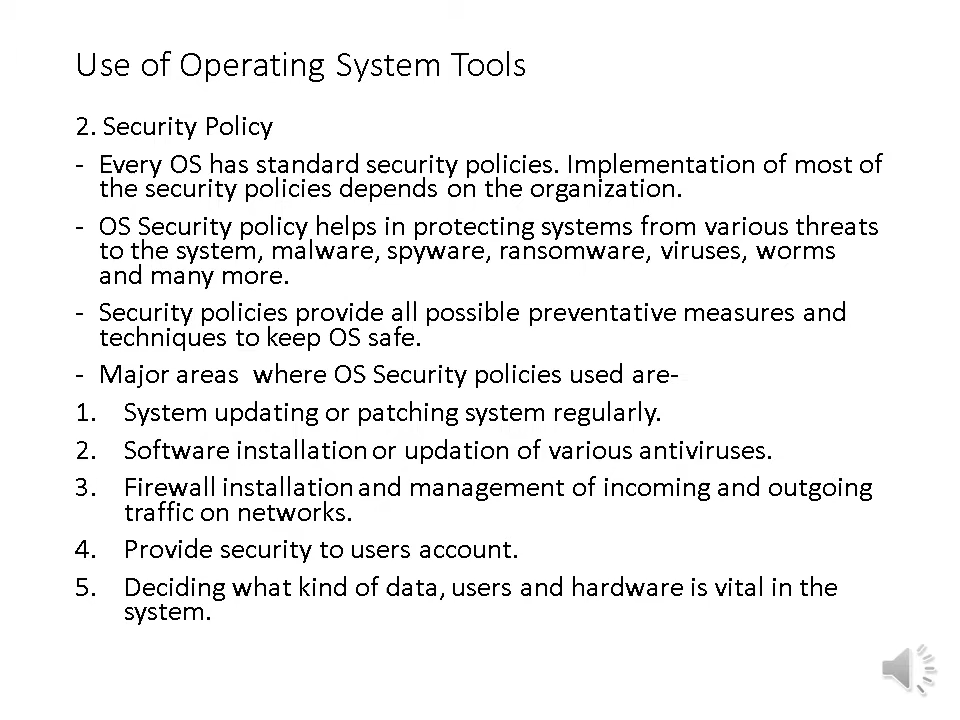 Use of Operating System Tools
2. Security Policy
- Every OS has standard security policies. Implementation of most of
the security policies depends on the organization.
- OS Security policy helps in protecting systems from various threats
to the system, malware, spyware, ransomware, viruses, worms
and many more.
- Security policies provide all possible preventative measures and
techniques to keep OS safe.
- Major areas  where OS Security policies used are-
1. System updating or patching system regularly.
2. Software installation or updation of various antiviruses.
3. Firewall installation and management of incoming and outgoing
traffic on networks.
4. Provide security to users account.
5. Deciding what kind of data, users and hardware is vital in the
system.